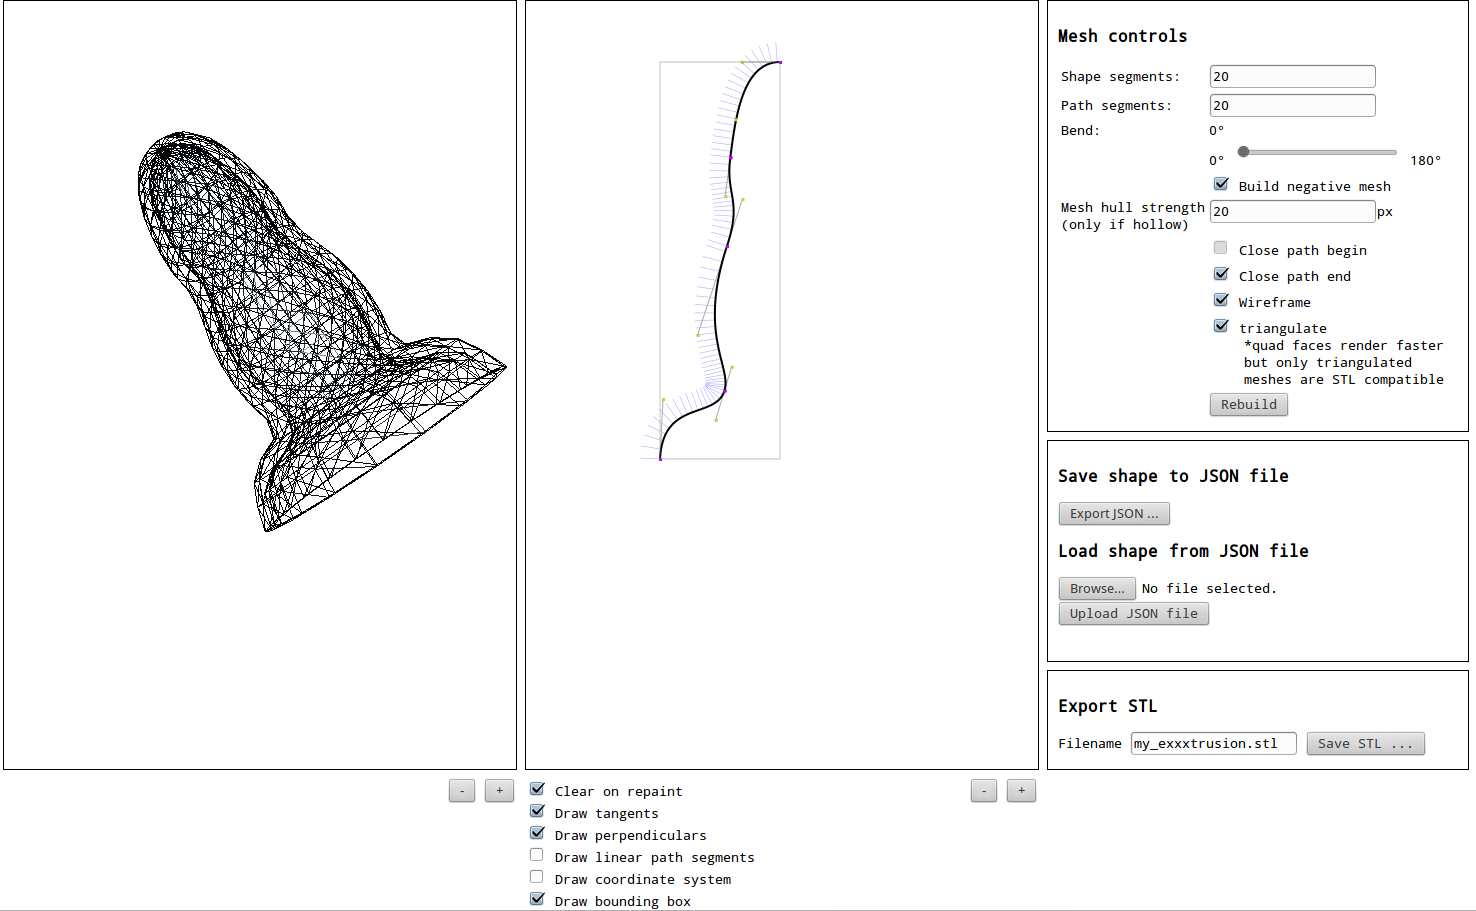 Mesh controls
Shape segments: 20
Path segments: 20
Bend: 0°
0° 180°
Build negative mesh
Mesh hull strength 20 px
(only if hollow)
Close path begin
Close path end
Wireframe
triangulate
*quad faces render faster
but only triangulated
meshes are STL compatible
Rebuild
Save shape to JSON file
Export JSON ...
Load shape from JSON file
Browse... No file selected.
Upload JSON file
Export STL
Filename my_exxxtrusion.stl Save STL ...
- +
- +
Clear on repaint
Draw tangents
Draw perpendiculars
Draw linear path segments
Draw coordinate system
Draw bounding box